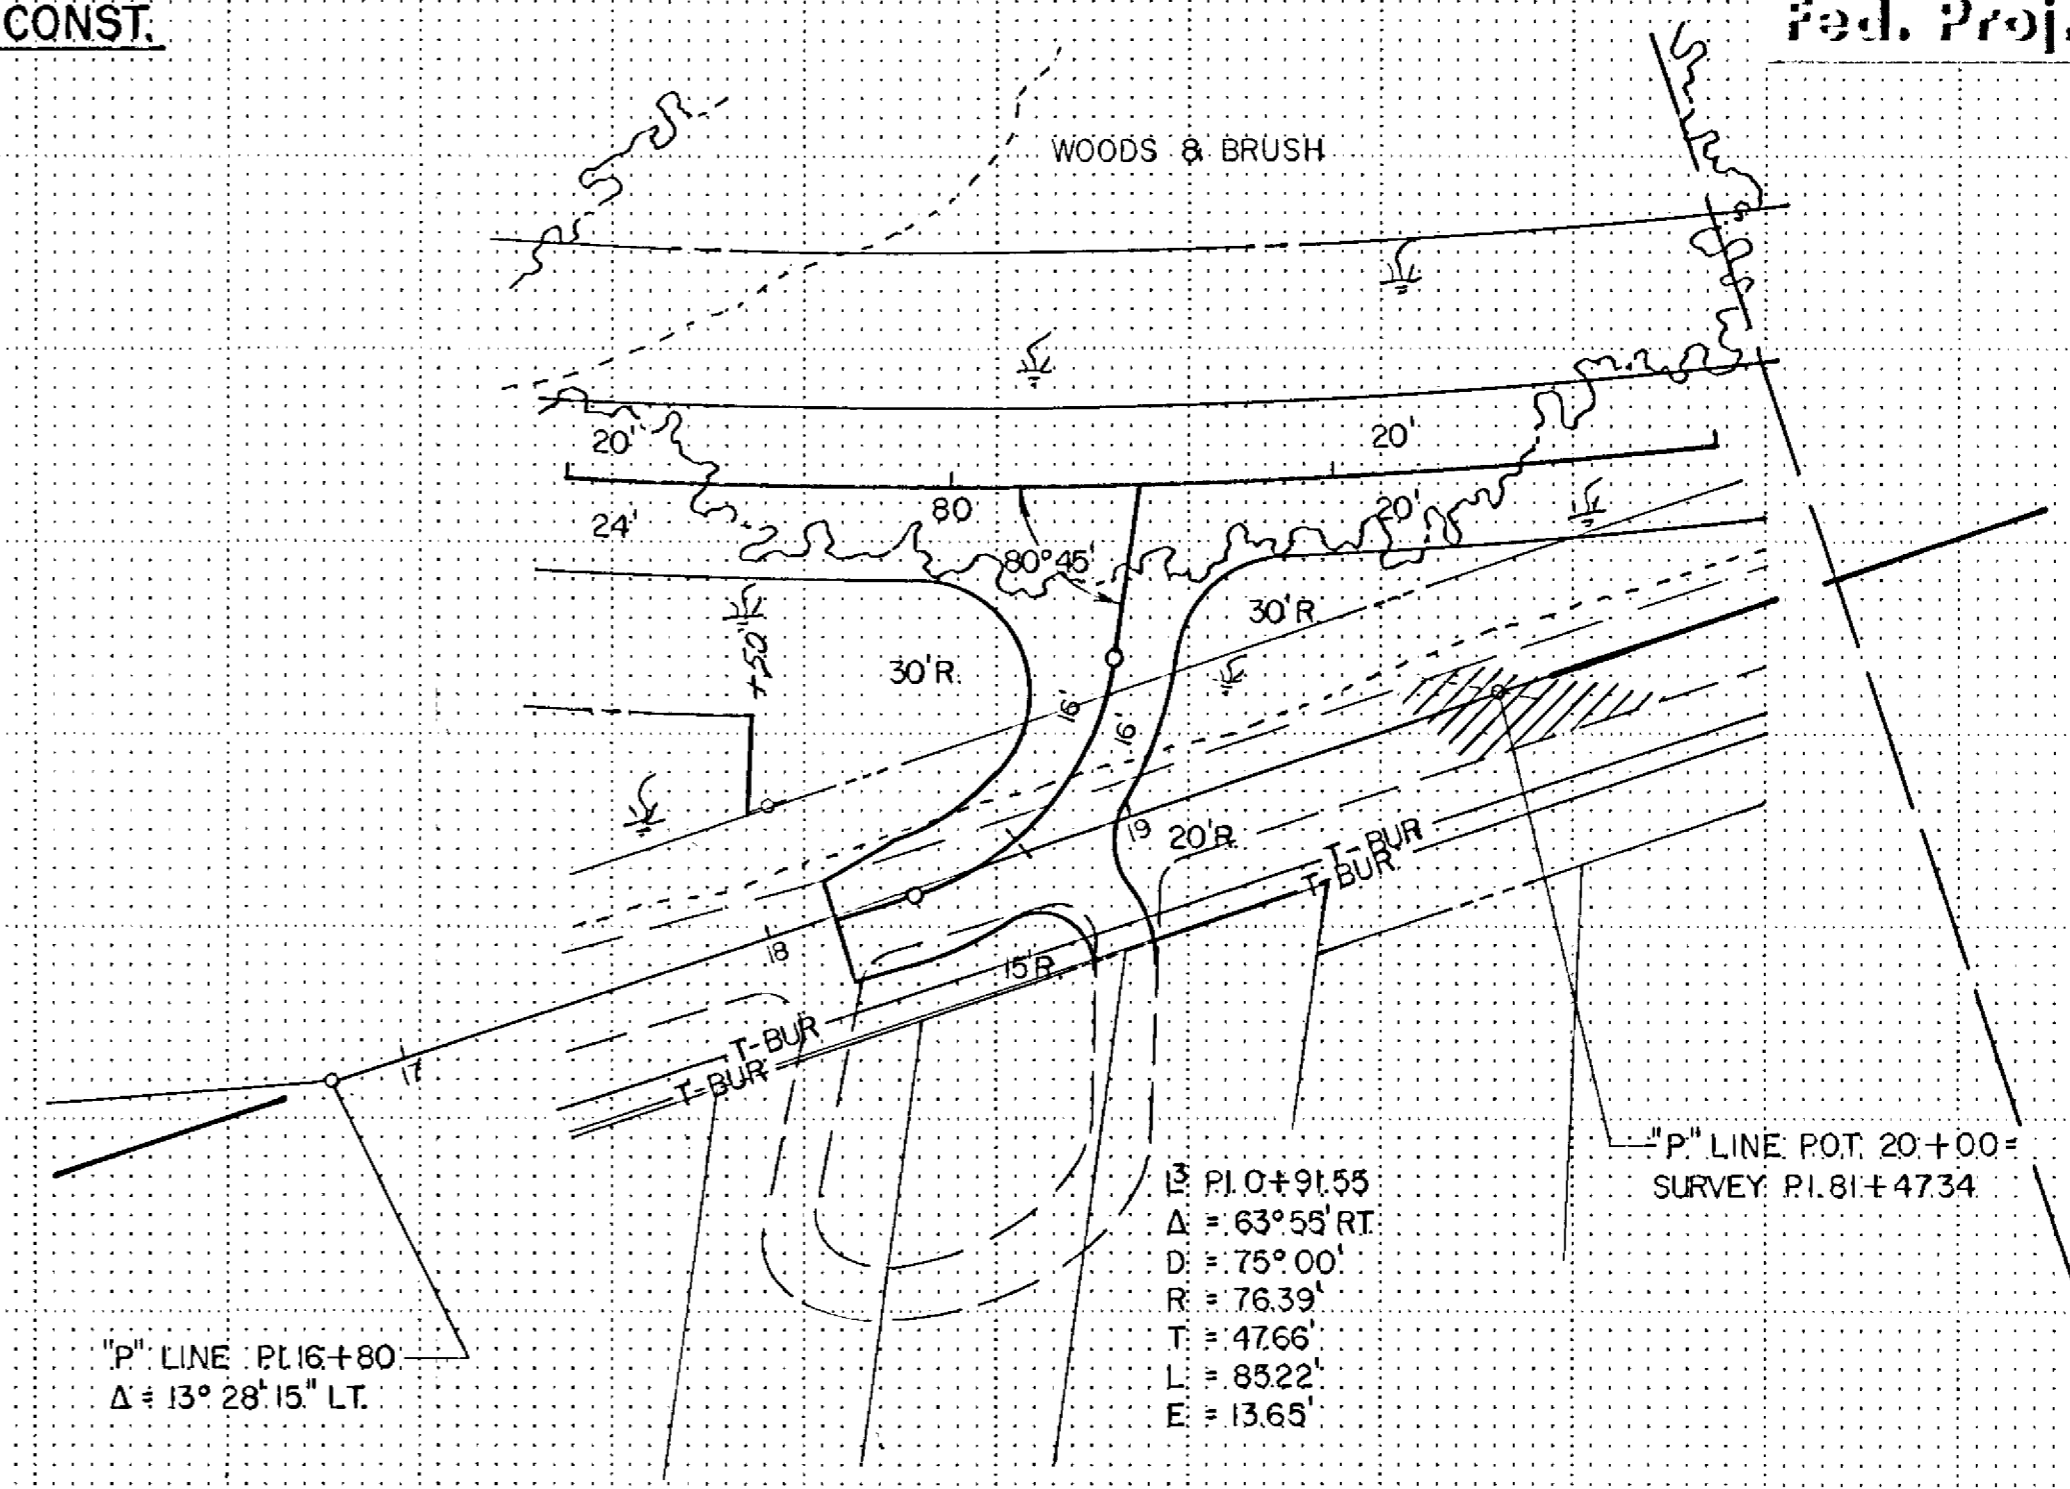 CONST.
Fed. Proj.
WOODS & BRUSH
20'
20'
24'
80
20'
80°45'
+50
30'R.
30'R.
16'
16'
19
20'R.
T-BUR
T-BUR
18
15'R.
T-BUR
T-BUR
17
"P" LINE P.O.T. 20+00=
SURVEY P.I. 81+47.34
L3 P.I. 0+91.55
Δ = 63°55' RT.
D = 75°00'
R = 76.39'
T = 47.66'
L = 85.22'
E = 13.65'
"P" LINE P.I. 16+80
Δ = 13° 28' 15" LT.